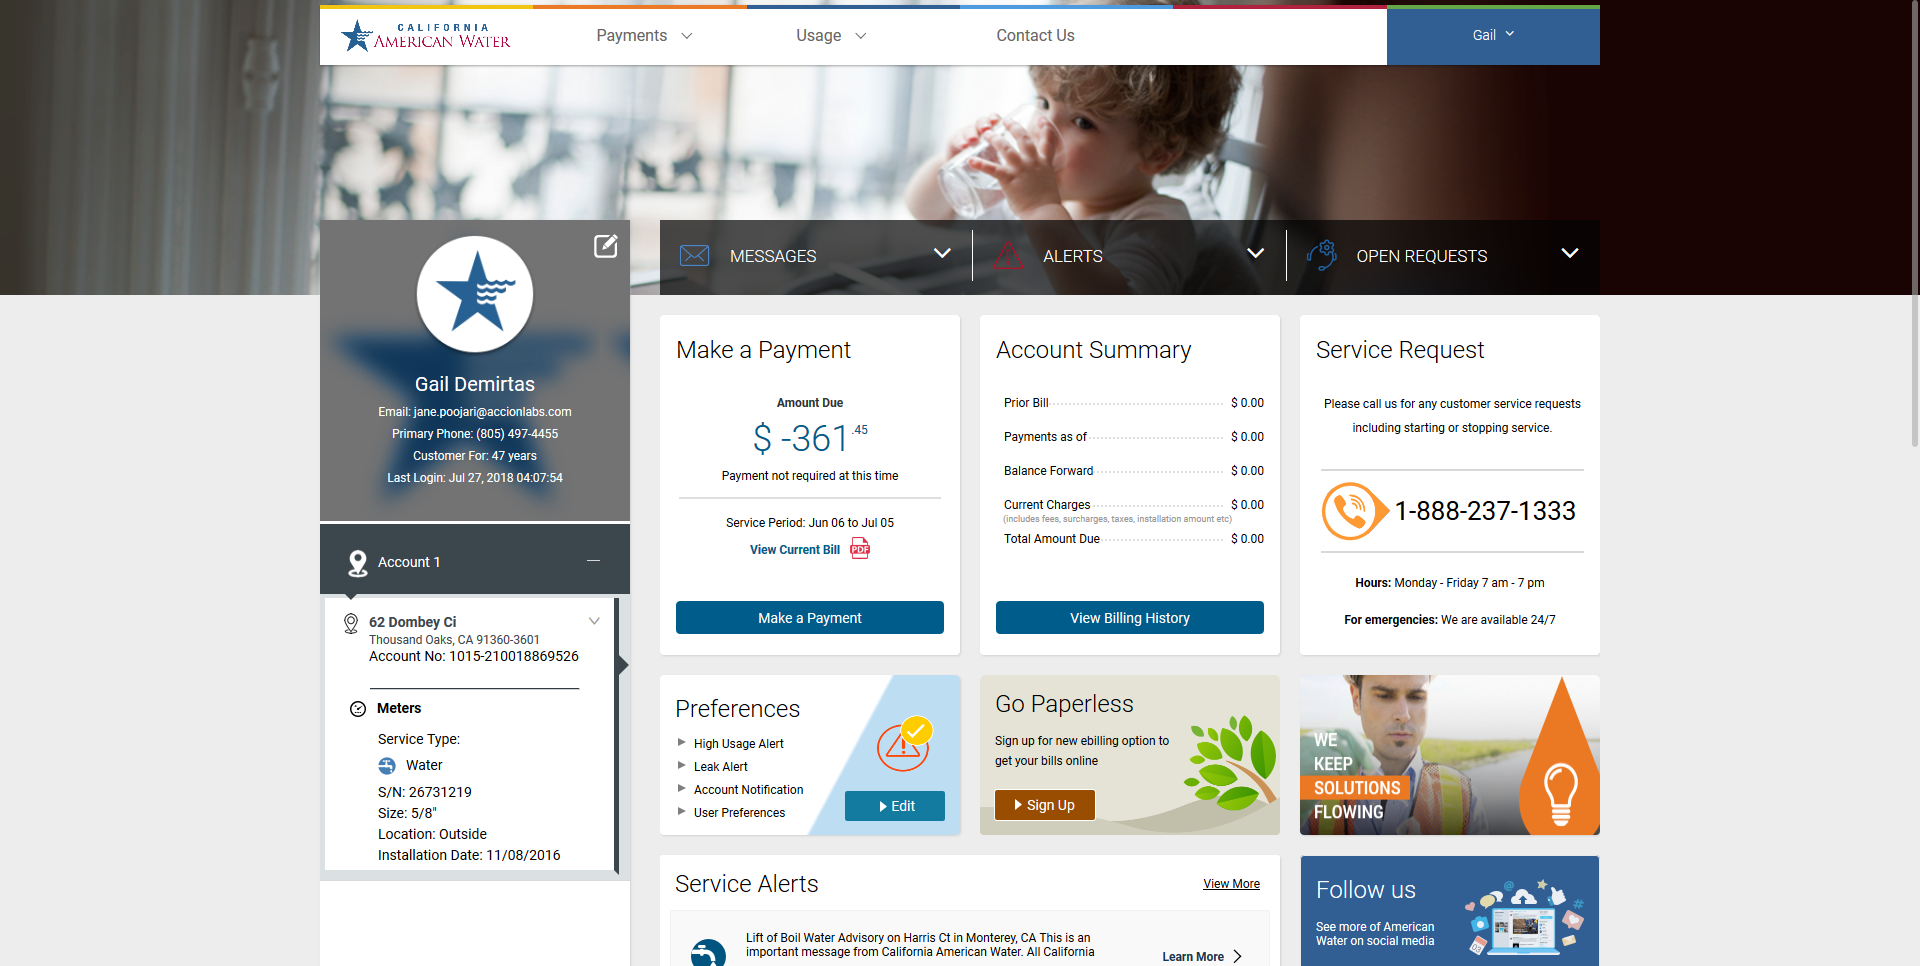 CALIFORNIA
AMERICAN WATER
Payments
Usage
Contact Us
Gail
MESSAGES
ALERTS
OPEN REQUESTS
Gail Demirtas
Email: jane.poojari@accionlabs.com
Primary Phone: (805) 497-4455
Customer For: 47 years
Last Login: Jul 27, 2018 04:07:54
Account 1
62 Dombey Ci
Thousand Oaks, CA 91360-3601
Account No: 1015-210018869526
Meters
Service Type:
Water
S/N: 26731219
Size: 5/8"
Location: Outside
Installation Date: 11/08/2016
Make a Payment
Amount Due
$ -361.45
Payment not required at this time
Service Period: Jun 06 to Jul 05
View Current Bill PDF
Make a Payment
Account Summary
Prior Bill $ 0.00
Payments as of $ 0.00
Balance Forward $ 0.00
Current Charges $ 0.00
(includes fees, surcharges, taxes, installation amount etc)
Total Amount Due $ 0.00
View Billing History
Service Request
Please call us for any customer service requests
including starting or stopping service.
1-888-237-1333
Hours: Monday - Friday 7 am - 7 pm
For emergencies: We are available 24/7
Preferences
High Usage Alert
Leak Alert
Account Notification
User Preferences
Edit
Go Paperless
Sign up for new ebilling option to
get your bills online
Sign Up
WE
KEEP
SOLUTIONS
FLOWING
Service Alerts
View More
Lift of Boil Water Advisory on Harris Ct in Monterey, CA This is an
important message from California American Water. All California
Learn More
Follow us
See more of American
Water on social media